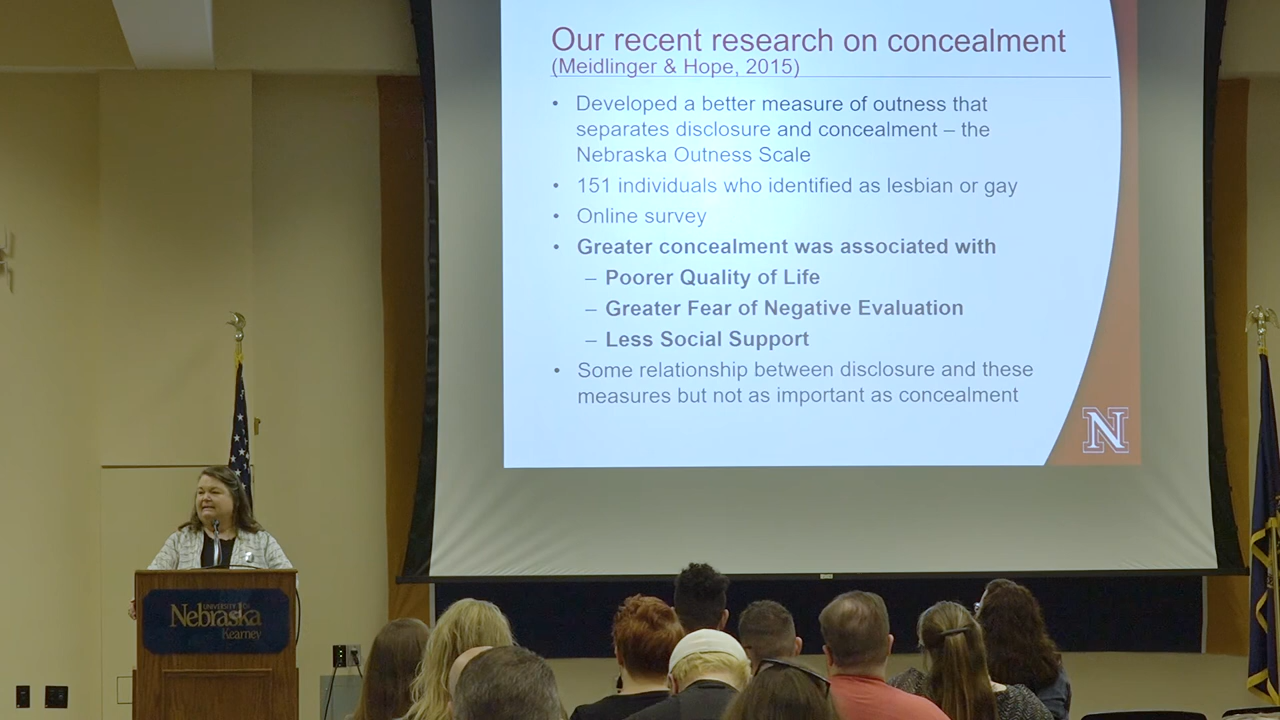 Our recent research on concealment
(Meidlinger & Hope, 2015)
• Developed a better measure of outness that
separates disclosure and concealment – the
Nebraska Outness Scale
• 151 individuals who identified as lesbian or gay
• Online survey
• Greater concealment was associated with
– Poorer Quality of Life
– Greater Fear of Negative Evaluation
– Less Social Support
• Some relationship between disclosure and these
measures but not as important as concealment
N
UNIVERSITY OF
Nebraska
Kearney